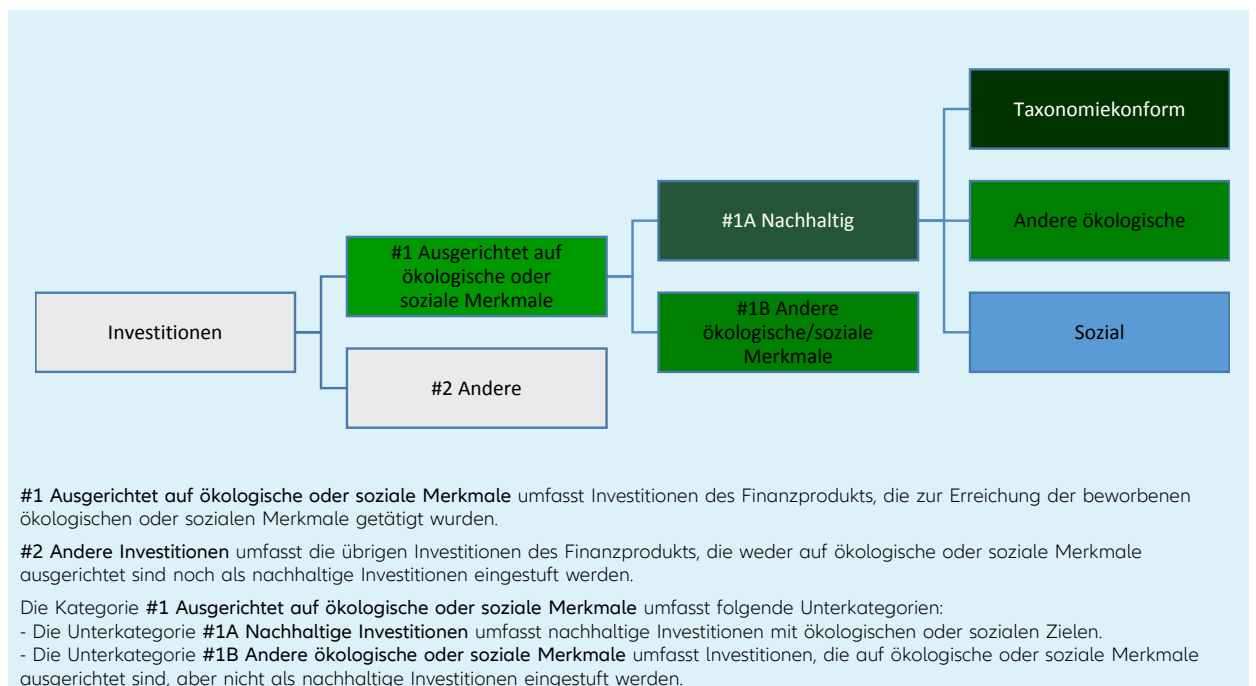 Taxonomiekonform
#1A Nachhaltig
Andere ökologische
#1 Ausgerichtet auf
ökologische oder
soziale Merkmale
#1B Andere
ökologische/soziale
Merkmale
Investitionen
Sozial
#2 Andere
#1 Ausgerichtet auf ökologische oder soziale Merkmale umfasst Investitionen des Finanzprodukts, die zur Erreichung der beworbenen
ökologischen oder sozialen Merkmale getätigt wurden.
#2 Andere Investitionen umfasst die übrigen Investitionen des Finanzprodukts, die weder auf ökologische oder soziale Merkmale
ausgerichtet sind noch als nachhaltige Investitionen eingestuft werden.
Die Kategorie #1 Ausgerichtet auf ökologische oder soziale Merkmale umfasst folgende Unterkategorien:
- Die Unterkategorie #1A Nachhaltige Investitionen umfasst nachhaltige Investitionen mit ökologischen oder sozialen Zielen.
- Die Unterkategorie #1B Andere ökologische oder soziale Merkmale umfasst Investitionen, die auf ökologische oder soziale Merkmale
ausgerichtet sind, aber nicht als nachhaltige Investitionen eingestuft werden.